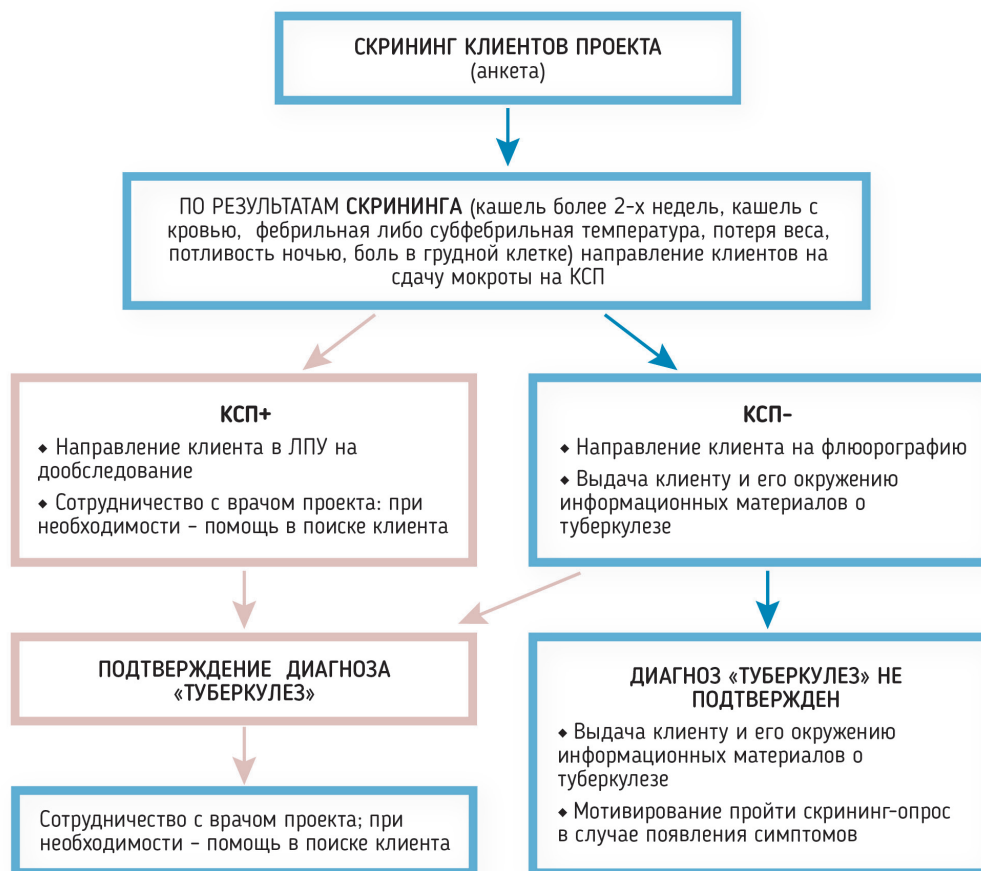 СКРИНИНГ КЛИЕНТОВ ПРОЕКТА
(анкета)
ПО РЕЗУЛЬТАТАМ СКРИНИНГА (кашель более 2-х недель, кашель с
кровью, фебрильная либо субфебрильная температура, потеря веса,
потливость ночью, боль в грудной клетке) направление клиентов на
сдачу мокроты на КСП
КСП+
◆ Направление клиента в ЛПУ на
дообследование
◆ Сотрудничество с врачом проекта: при
необходимости – помощь в поиске клиента
КСП-
◆ Направление клиента на флюорографию
◆ Выдача клиенту и его окружению
информационных материалов о
туберкулезе
ПОДТВЕРЖДЕНИЕ ДИАГНОЗА
«ТУБЕРКУЛЕЗ»
ДИАГНОЗ «ТУБЕРКУЛЕЗ» НЕ
ПОДТВЕРЖДЕН
◆ Выдача клиенту и его окружению
информационных материалов о
туберкулезе
◆ Мотивирование пройти скрининг-опрос
в случае появления симптомов
Сотрудничество с врачом проекта; при
необходимости – помощь в поиске клиента